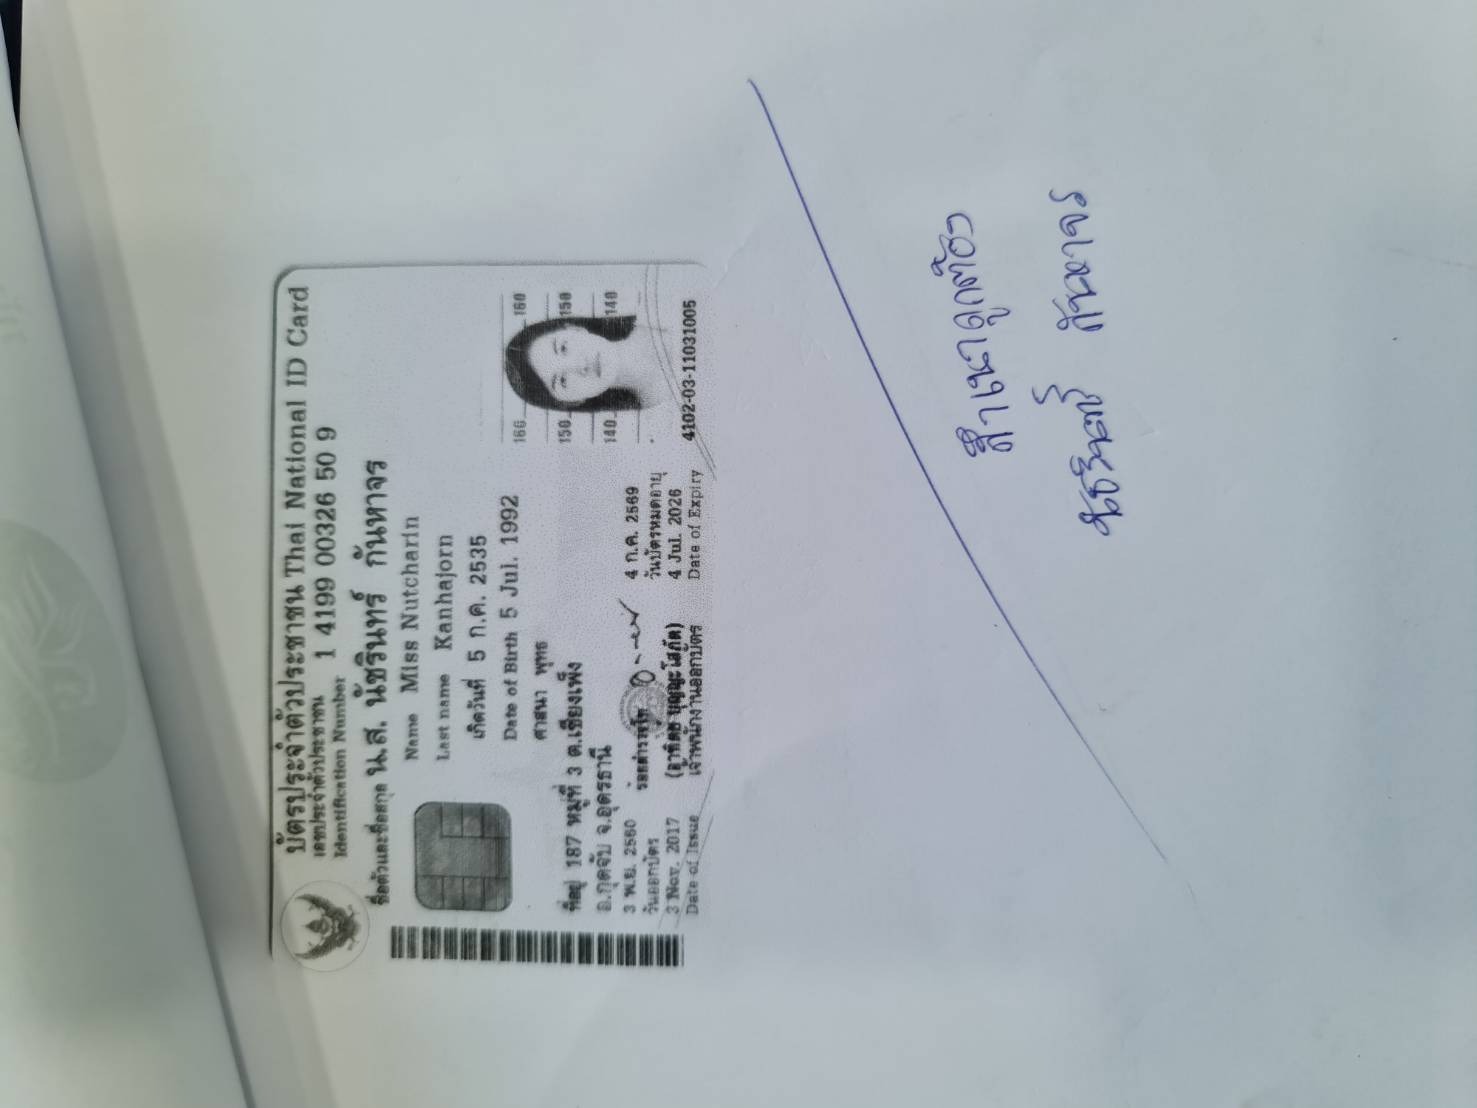 บัตรประจำตัวประชาชน Thai National ID Card
เลขประจำตัวประชาชน 1 4199 00326 50 9
Identification Number
ชื่อตัวและชื่อสกุล น.ส. นัชรินทร์ กันหาจร
Name Miss Nutcharin
Last name Kanhajorn
เกิดวันที่ 5 ก.ค. 2535
Date of Birth 5 Jul. 1992
ศาสนา พุทธ
ที่อยู่ 187 หมู่ที่ 3 ต.เชียงเพ็ง
อ.กุดจับ จ.อุดรธานี
160 160
150 150
140 140
3 พ.ย. 2560
วันออกบัตร
3 Nov. 2017
Date of Issue
เจ้าพนักงานออกบัตร
4 ก.ค. 2569
วันบัตรหมดอายุ
4 Jul. 2026
Date of Expiry
4102-03-11031005
สำเนาถูกต้อง
นัชรินทร์ กันหาจร